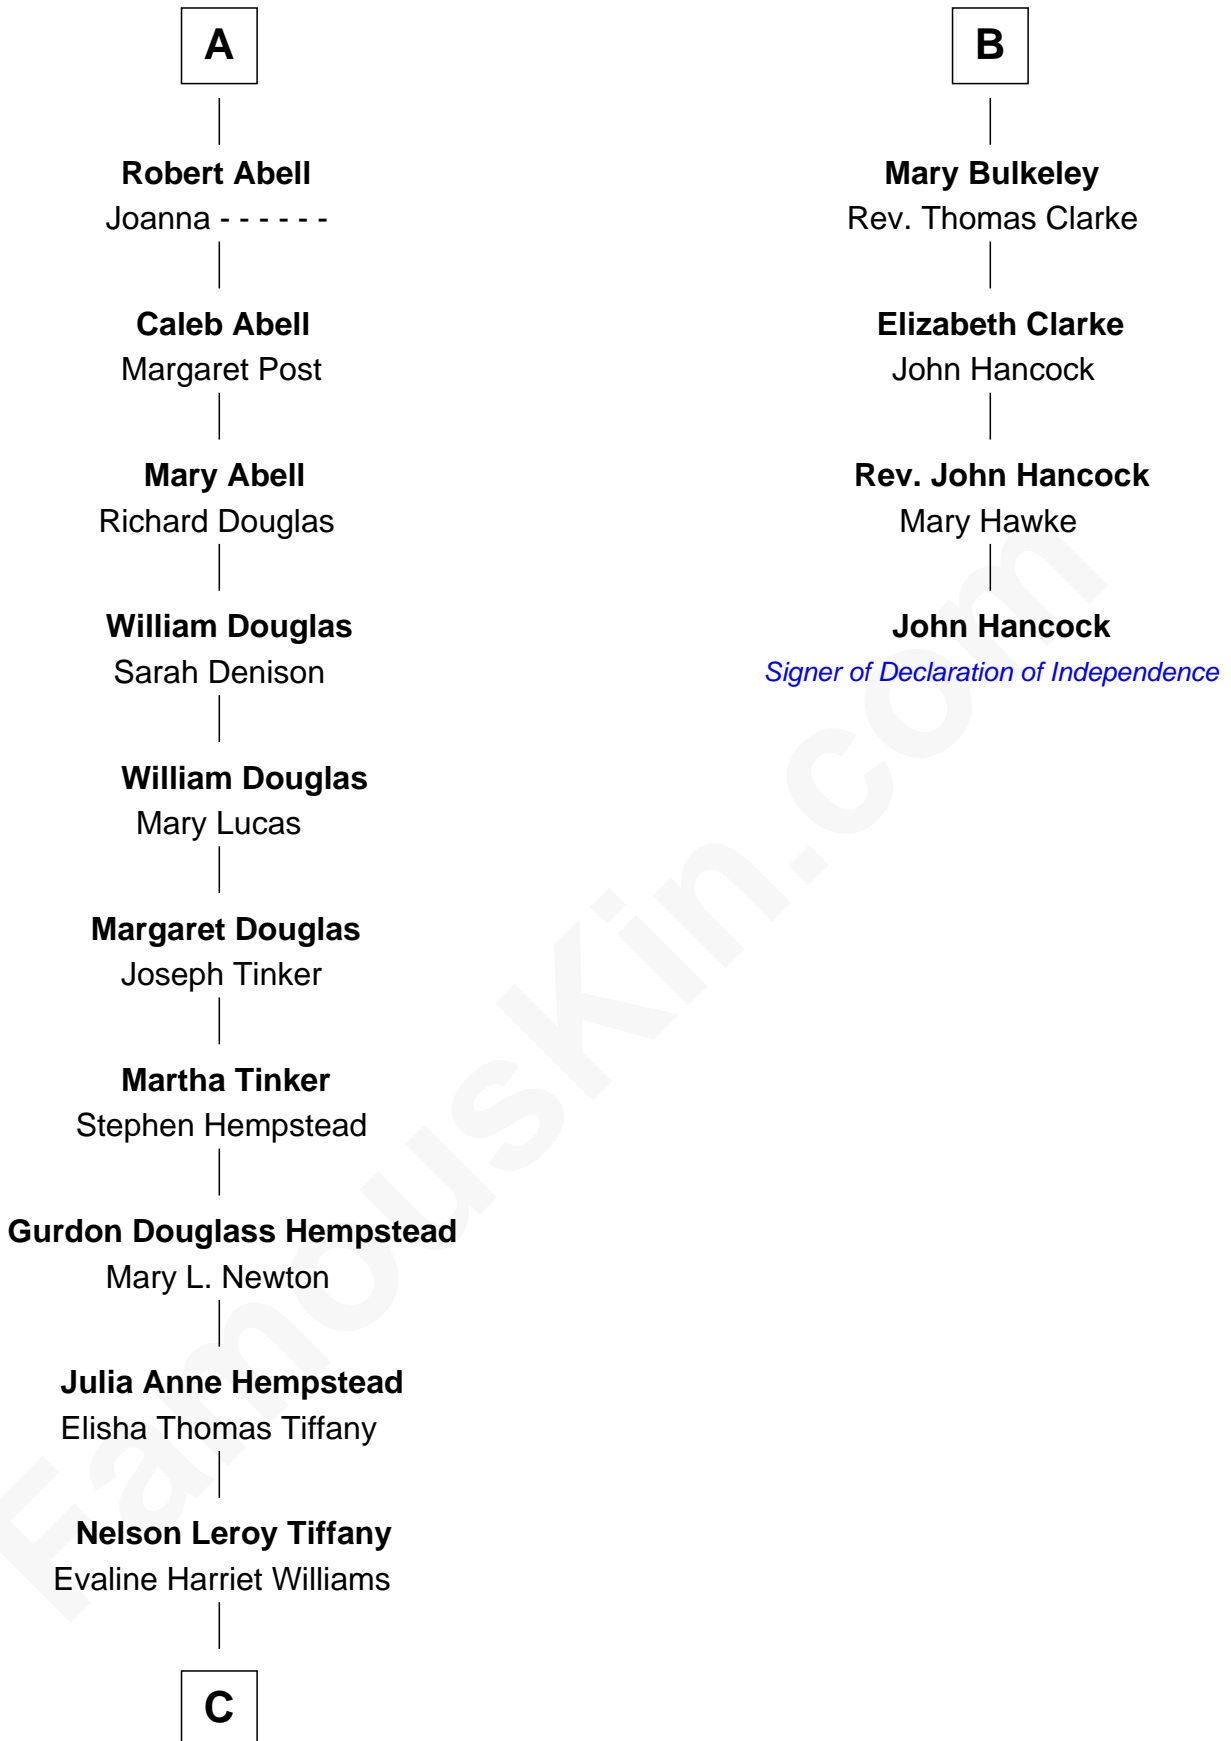 A
Robert Abell
Joanna - - - - - -
Caleb Abell
Margaret Post
Mary Abell
Richard Douglas
William Douglas
Sarah Denison
William Douglas
Mary Lucas
Margaret Douglas
Joseph Tinker
Martha Tinker
Stephen Hempstead
Gurdon Douglass Hempstead
Mary L. Newton
Julia Anne Hempstead
Elisha Thomas Tiffany
Nelson Leroy Tiffany
Evaline Harriet Williams
C
B
Mary Bulkeley
Rev. Thomas Clarke
Elizabeth Clarke
John Hancock
Rev. John Hancock
Mary Hawke
John Hancock
Signer of Declaration of Independence
FamousKin.com